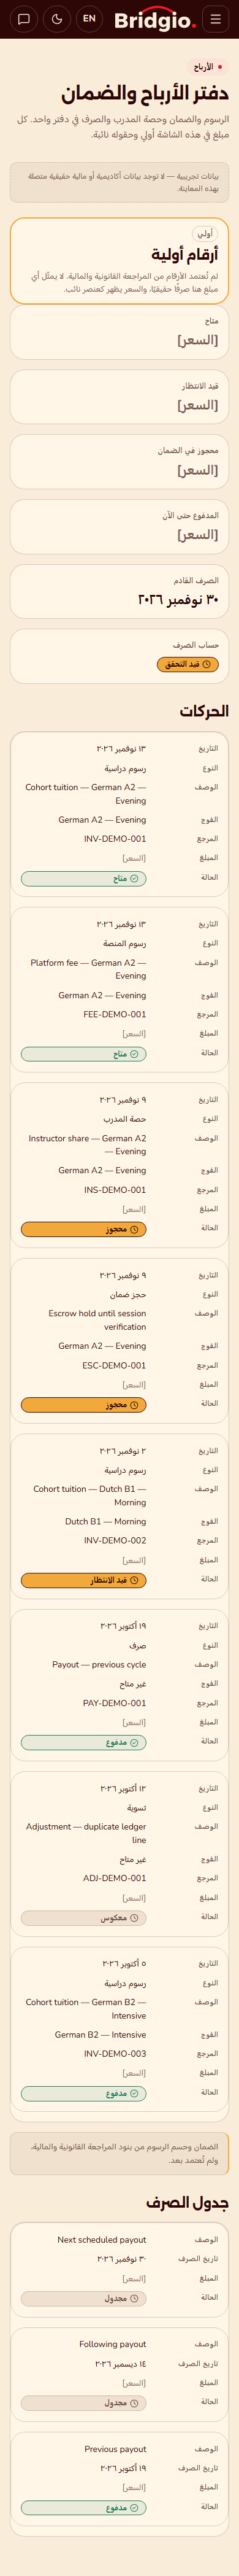 EN
Bridgio.
الأرباح
دفتر الأرباح والضمان
الرسوم والضمان وحصة المدرب والصرف في دفتر واحد. كل
مبلغ في هذه الشاشة أولي وحقوله نائبة.
بيانات تجريبية — لا توجد بيانات أكاديمية أو مالية حقيقية متصلة
بهذه المعاينة.
أولي
أرقام أولية
لم تُعتمد الأرقام من المراجعة القانونية والمالية. لا يمثّل أي
مبلغ هنا صرفًا حقيقيًا، والسعر يظهر كعنصر نائب.
متاح
[السعر]
قيد الانتظار
[السعر]
محجوز في الضمان
[السعر]
المدفوع حتى الآن
[السعر]
الصرف القادم
٣٠ نوفمبر ٢٠٢٦
حساب الصرف
قيد التحقق
الحركات
التاريخ ١٣ نوفمبر ٢٠٢٦
النوع رسوم دراسية
الوصف Cohort tuition — German A2 —
Evening
الفوج German A2 — Evening
المرجع INV-DEMO-001
المبلغ [السعر]
الحالة متاح
التاريخ ١٣ نوفمبر ٢٠٢٦
النوع رسوم المنصة
الوصف Platform fee — German A2 —
Evening
الفوج German A2 — Evening
المرجع FEE-DEMO-001
المبلغ [السعر]
الحالة متاح
التاريخ ٩ نوفمبر ٢٠٢٦
النوع حصة المدرب
الوصف Instructor share — German A2
— Evening
الفوج German A2 — Evening
المرجع INS-DEMO-001
المبلغ [السعر]
الحالة محجوز
التاريخ ٩ نوفمبر ٢٠٢٦
النوع حجز ضمان
الوصف Escrow hold until session
verification
الفوج German A2 — Evening
المرجع ESC-DEMO-001
المبلغ [السعر]
الحالة محجوز
التاريخ ٢ نوفمبر ٢٠٢٦
النوع رسوم دراسية
الوصف Cohort tuition — Dutch B1 —
Morning
الفوج Dutch B1 — Morning
المرجع INV-DEMO-002
المبلغ [السعر]
الحالة قيد الانتظار
التاريخ ١٩ أكتوبر ٢٠٢٦
النوع صرف
الوصف Payout — previous cycle
الفوج غير متاح
المرجع PAY-DEMO-001
المبلغ [السعر]
الحالة مدفوع
التاريخ ١٢ أكتوبر ٢٠٢٦
النوع تسوية
الوصف Adjustment — duplicate ledger
line
الفوج غير متاح
المرجع ADJ-DEMO-001
المبلغ [السعر]
الحالة معكوس
التاريخ ٥ أكتوبر ٢٠٢٦
النوع رسوم دراسية
الوصف Cohort tuition — German B2 —
Intensive
الفوج German B2 — Intensive
المرجع INV-DEMO-003
المبلغ [السعر]
الحالة مدفوع
الضمان وحسم الرسوم من بنود المراجعة القانونية والمالية،
ولم تُعتمد بعد.
جدول الصرف
الوصف Next scheduled payout
تاريخ الصرف ٣٠ نوفمبر ٢٠٢٦
المبلغ [السعر]
الحالة مجدول
الوصف Following payout
تاريخ الصرف ١٤ ديسمبر ٢٠٢٦
المبلغ [السعر]
الحالة مجدول
الوصف Previous payout
تاريخ الصرف ١٩ أكتوبر ٢٠٢٦
المبلغ [السعر]
الحالة مدفوع